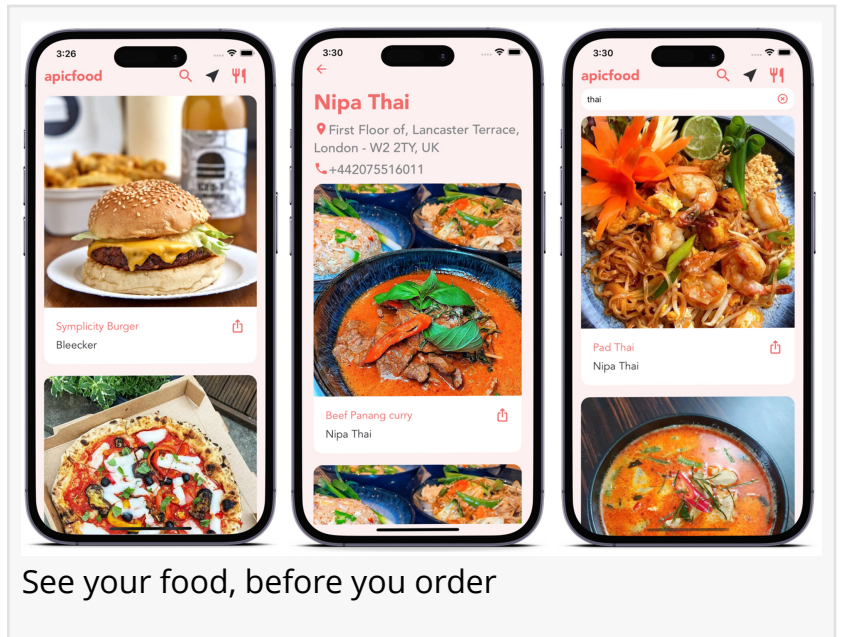 3:26
apicfood
Symplicity Burger
Bleecker
3:30
Nipa Thai
First Floor of, Lancaster Terrace,
London - W2 2TY, UK
+442075516011
Beef Panang curry
Nipa Thai
3:30
apicfood
thai
Pad Thai
Nipa Thai
See your food, before you order